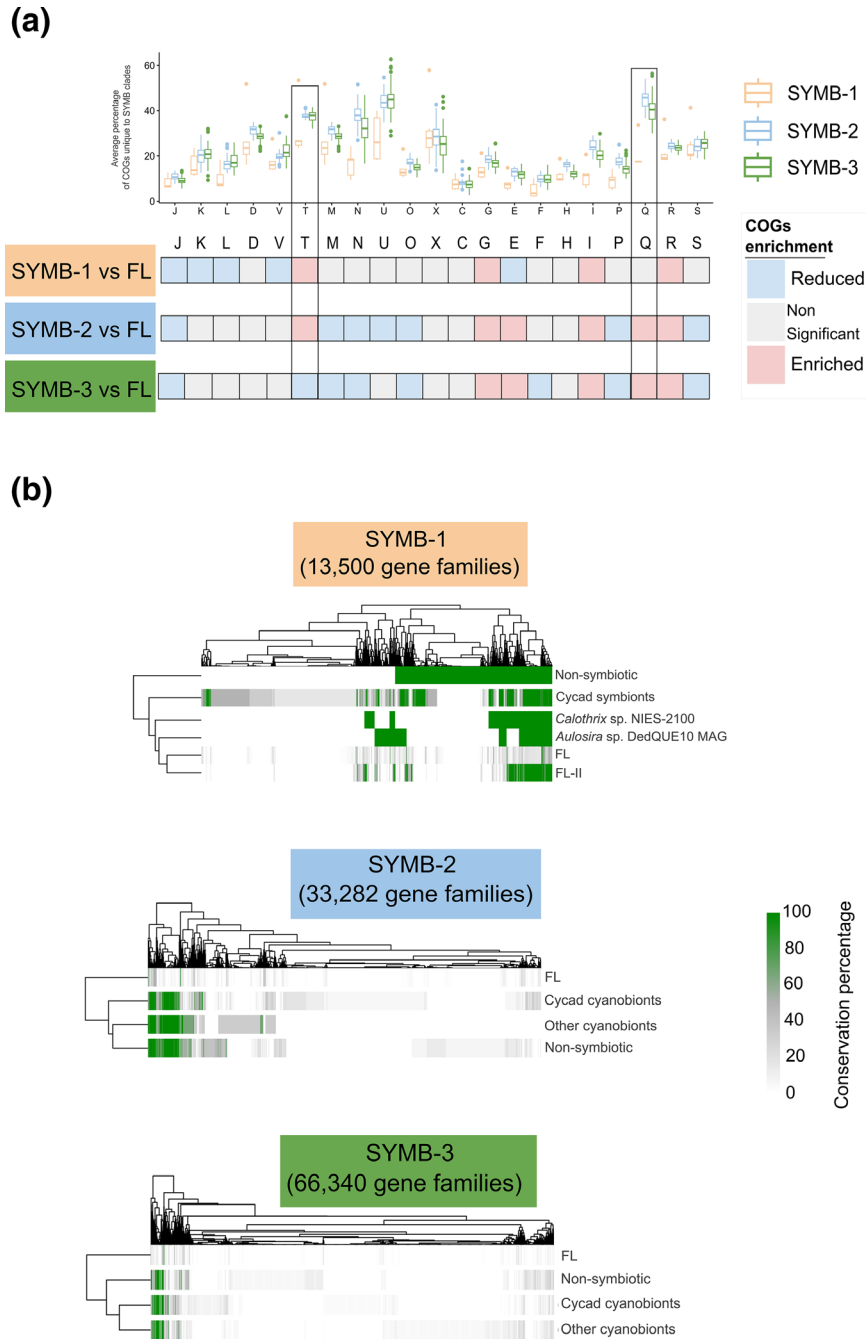 (a)
Average percentage
of COGs unique to SYMB clades
60
40
20
0
J K L D V T M N U O X C G E F H I P Q R S
J K L D V T M N U O X C G E F H I P Q R S
SYMB-1
SYMB-2
SYMB-3
SYMB-1 vs FL
SYMB-2 vs FL
SYMB-3 vs FL
COGs
enrichment
Reduced
Non
Significant
Enriched
(b)
SYMB-1
(13,500 gene families)
Non-symbiotic
Cycad symbionts
Calothrix sp. NIES-2100
Aulosira sp. DedQUE10 MAG
FL
FL-II
SYMB-2
(33,282 gene families)
FL
Cycad cyanobionts
Other cyanobionts
Non-symbiotic
100
80
60
40
20
0
Conservation percentage
SYMB-3
(66,340 gene families)
FL
Non-symbiotic
Cycad cyanobionts
Other cyanobionts